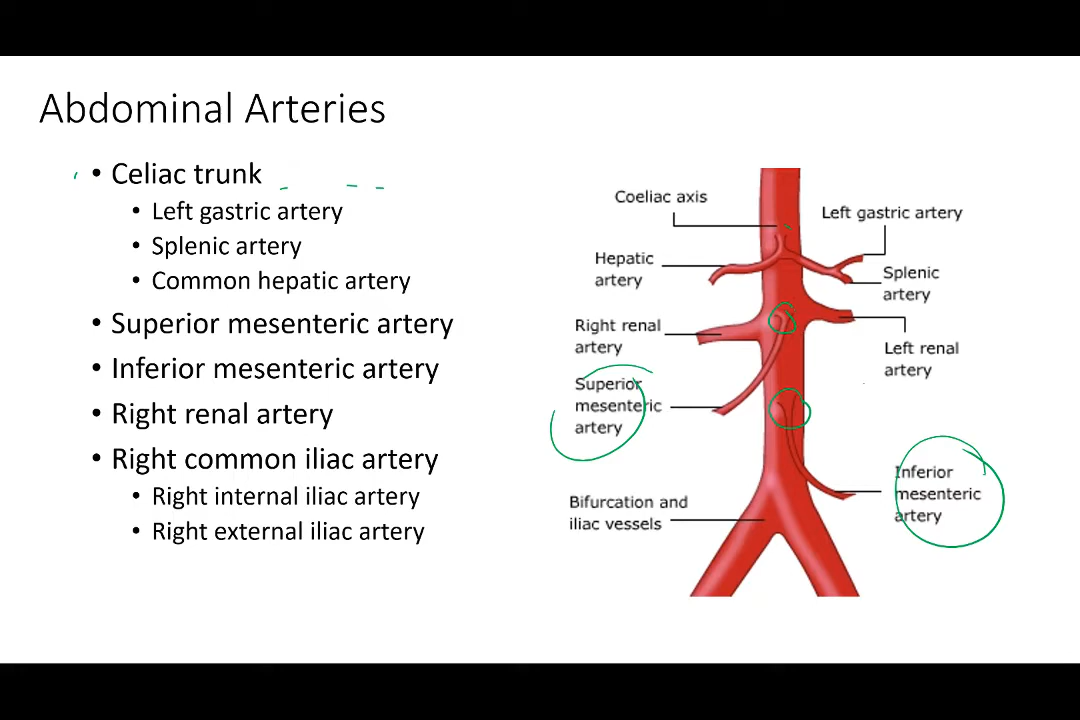 Abdominal Arteries
• Celiac trunk
• Left gastric artery
• Splenic artery
• Common hepatic artery
• Superior mesenteric artery
• Inferior mesenteric artery
• Right renal artery
• Right common iliac artery
• Right internal iliac artery
• Right external iliac artery
Coeliac axis
Left gastric artery
Hepatic
artery
Splenic
artery
Right renal
artery
Left renal
artery
Superior
mesenteric
artery
Inferior
mesenteric
artery
Bifurcation and
iliac vessels